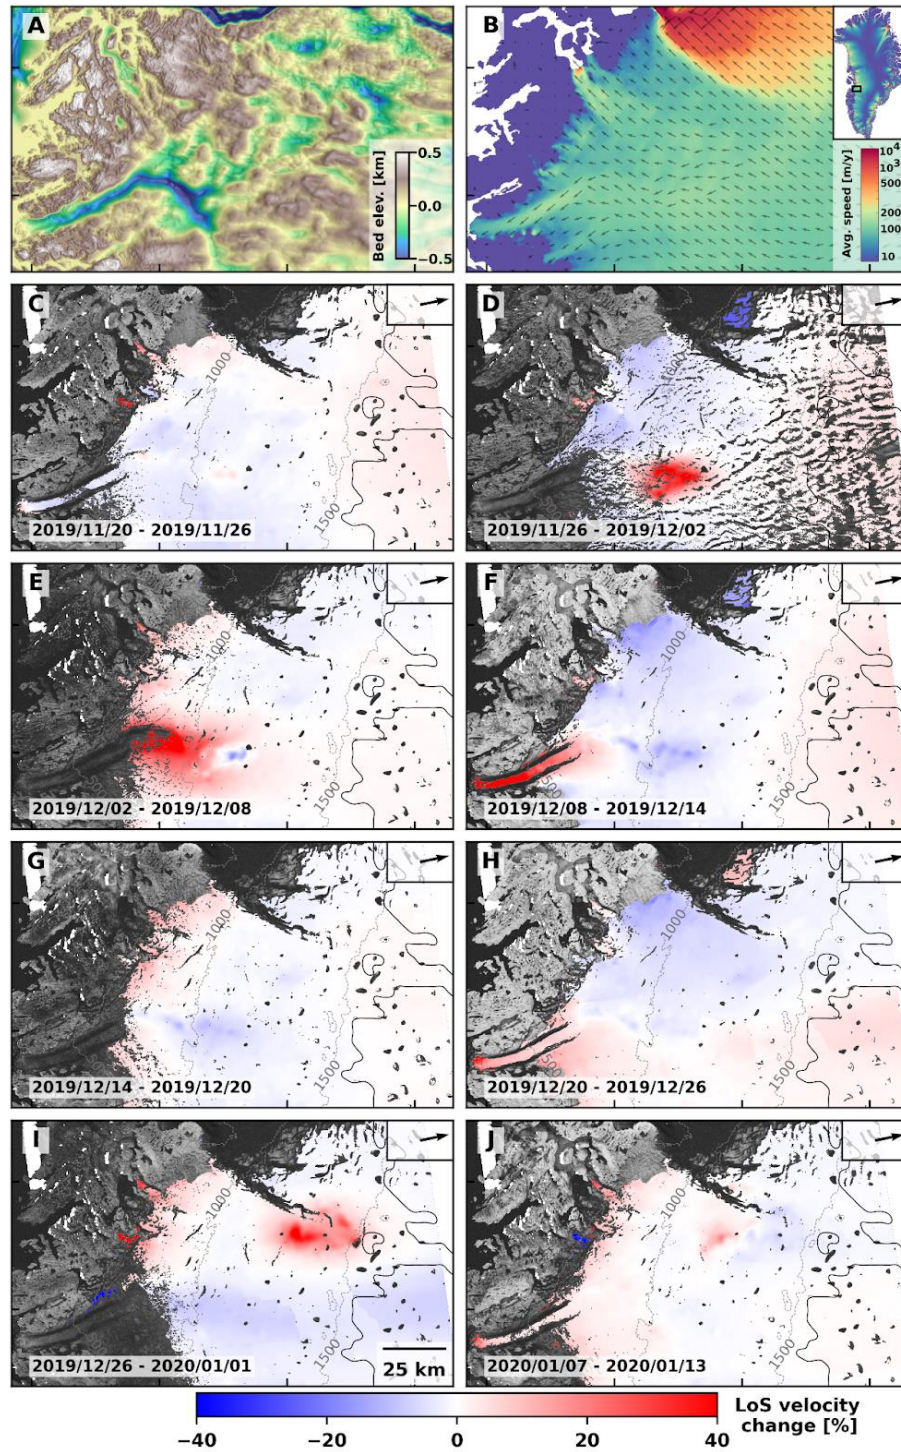 A
Bed elev. [km]
0.5
0.0
−0.5
B
Avg. speed [m/y]
10⁴
10³
500
200
100
10
C
1000
1500
2019/11/20 - 2019/11/26
D
2019/11/26 - 2019/12/02
E
1000
1500
2019/12/02 - 2019/12/08
F
1000
500
1500
2019/12/08 - 2019/12/14
G
1000
1500
2019/12/14 - 2019/12/20
H
1000
500
1500
2019/12/20 - 2019/12/26
I
1000
1500
2019/12/26 - 2020/01/01
25 km
J
1000
1500
2020/01/07 - 2020/01/13
−40
−20
0
20
40
LoS velocity
change [%]